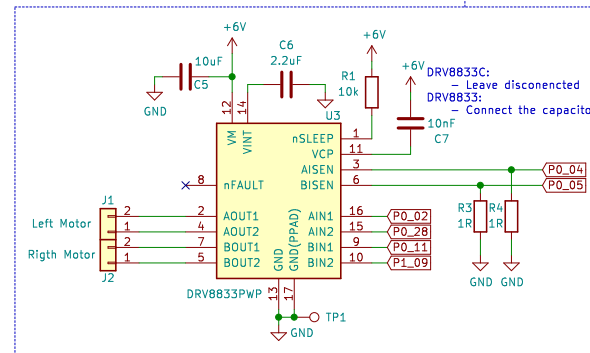 +6V
10uF
C5
GND
C6
2.2uF
GND
+6V
R1
10k
+6V
DRV8833C:
- Leave disconencted
DRV8833:
- Connect the capacito
10nF
C7
U3
12
14
VM
VINT
nSLEEP
1
VCP
11
AISEN
3
P0_04
BISEN
6
P0_05
8
nFAULT
J1
Left Motor
2
2
AOUT1
AIN1
16
P0_02
1
4
AOUT2
AIN2
15
P0_28
Rigth Motor
2
7
BOUT1
BIN1
9
P0_11
1
5
BOUT2
BIN2
10
P1_09
J2
R3
1R
R4
1R
GND
GND
GND
GND(PPAD)
DRV8833PWP
13
17
TP1
GND